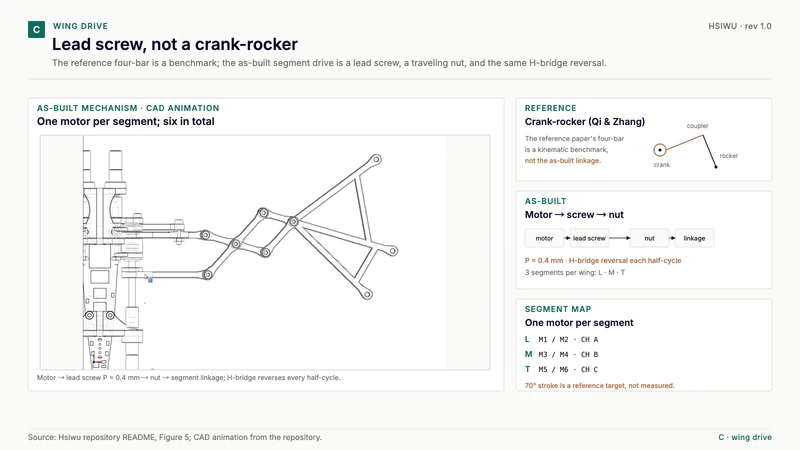 C
WING DRIVE
HSIWU · rev 1.0
Lead screw, not a crank-rocker
The reference four-bar is a benchmark; the as-built segment drive is a lead screw, a traveling nut, and the same H-bridge reversal.
AS-BUILT MECHANISM · CAD ANIMATION
One motor per segment; six in total
Motor → lead screw P = 0.4 mm → nut → segment linkage; H-bridge reverses every half-cycle.
REFERENCE
Crank-rocker (Qi & Zhang)
The reference paper's four-bar
is a kinematic benchmark,
not the as-built linkage.
coupler
rocker
crank
AS-BUILT
Motor → screw → nut
motor
lead screw
nut
linkage
P = 0.4 mm · H-bridge reversal each half-cycle
3 segments per wing: L · M · T
SEGMENT MAP
One motor per segment
L M1 / M2 · CH A
M M3 / M4 · CH B
T M5 / M6 · CH C
70° stroke is a reference target, not measured.
Source: Hsiwu repository README, Figure 5; CAD animation from the repository.
C · wing drive